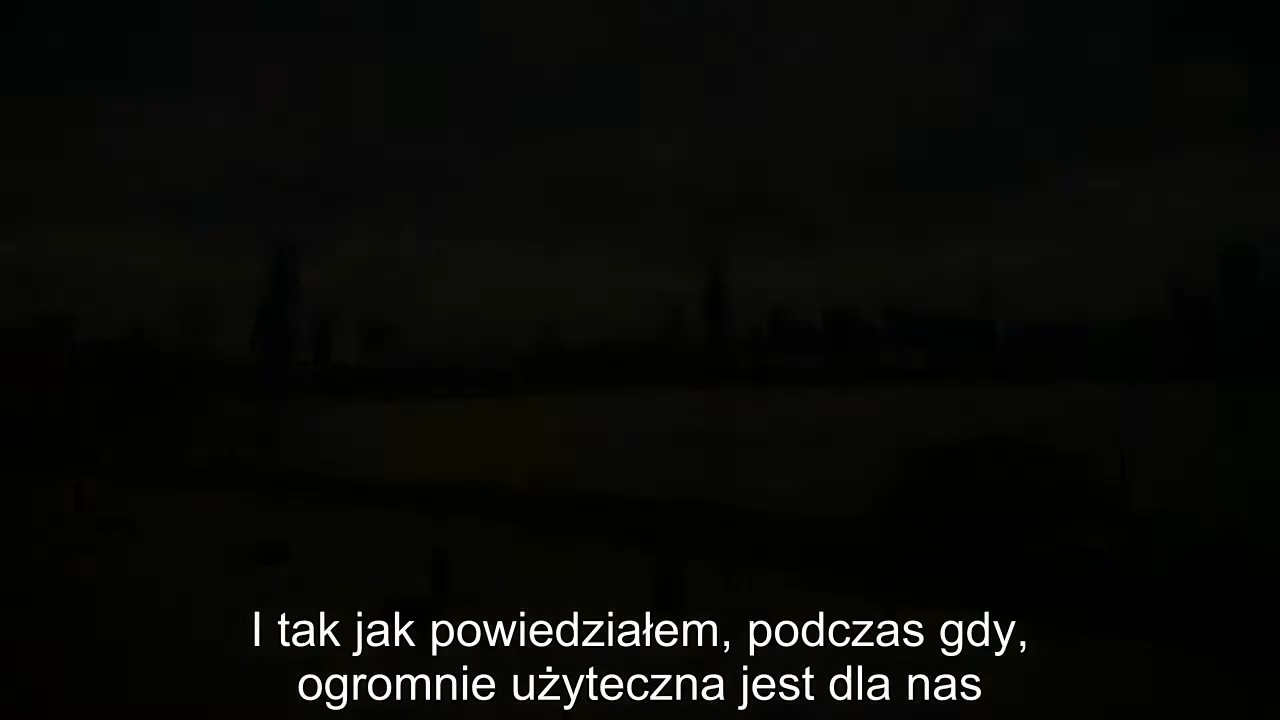 I tak jak powiedziałem, podczas gdy,
ogromnie użyteczna jest dla nas